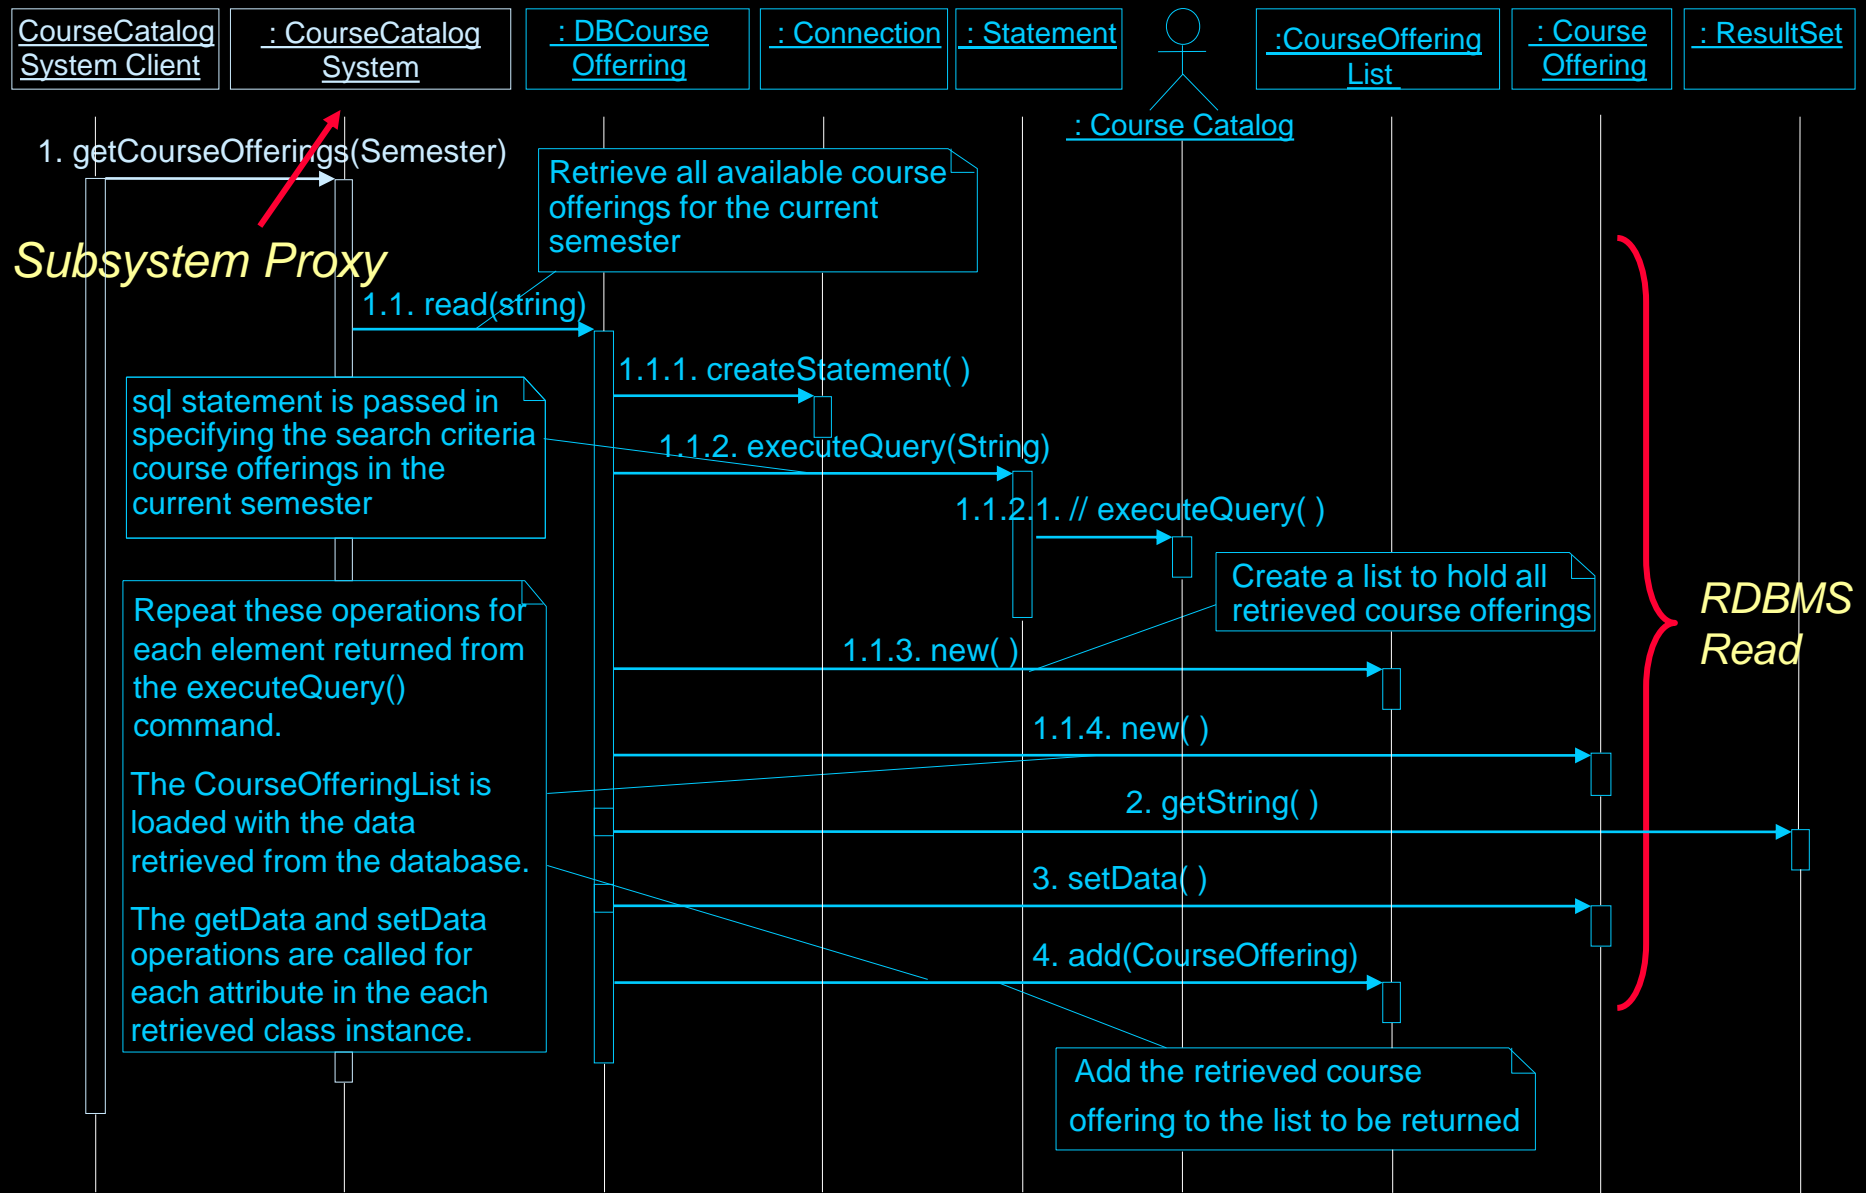 CourseCatalog
System Client
: CourseCatalog
System
: DBCourse
Offerring
: Connection
: Statement
: Course Catalog
:CourseOffering
List
: Course
Offering
: ResultSet
1. getCourseOfferings(Semester)
Retrieve all available course
offerings for the current
semester
Subsystem Proxy
1.1. read(string)
1.1.1. createStatement( )
sql statement is passed in
specifying the search criteria
course offerings in the
current semester
1.1.2. executeQuery(String)
1.1.2.1. // executeQuery( )
Create a list to hold all
retrieved course offerings
RDBMS
Read
1.1.3. new( )
Repeat these operations for
each element returned from
the executeQuery()
command.
The CourseOfferingList is
loaded with the data
retrieved from the database.
The getData and setData
operations are called for
each attribute in the each
retrieved class instance.
1.1.4. new( )
2. getString( )
3. setData( )
4. add(CourseOffering)
Add the retrieved course
offering to the list to be returned